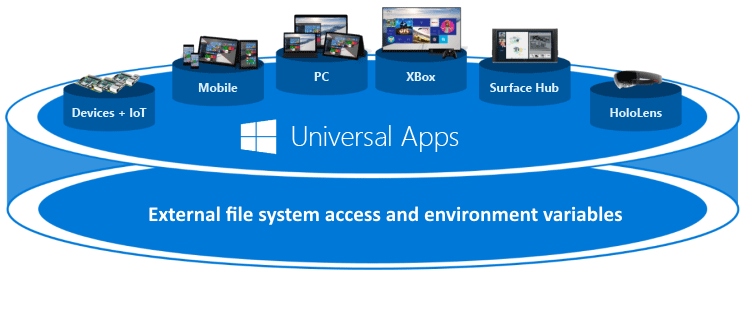 Devices + IoT
Mobile
PC
XBox
Surface Hub
HoloLens
Universal Apps
External file system access and environment variables